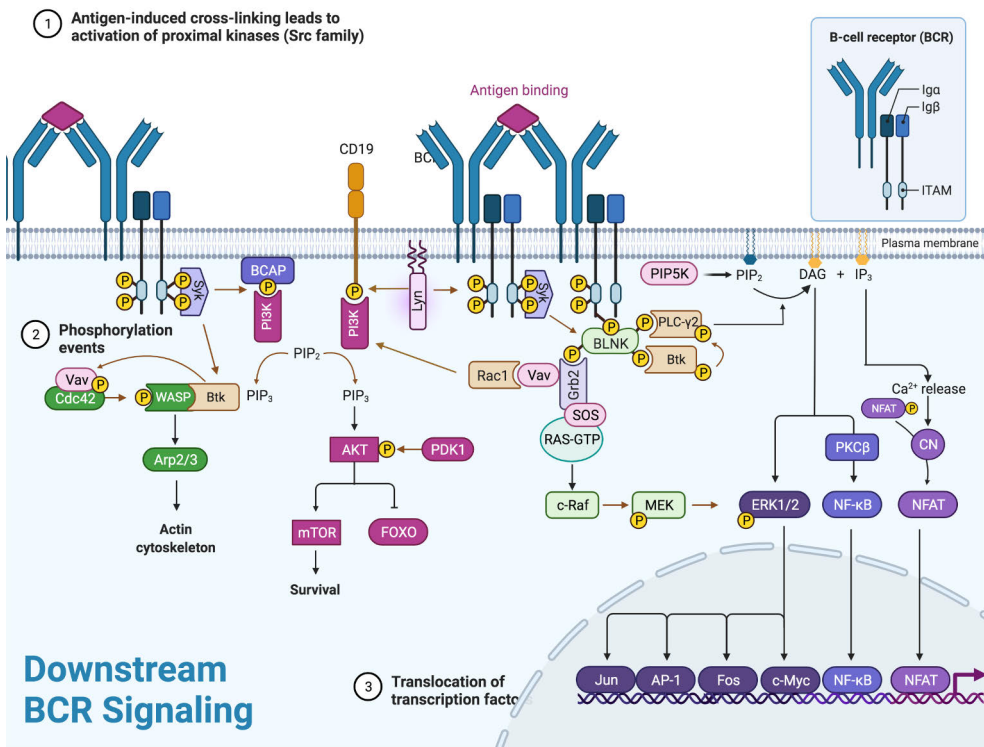 1
Antigen-induced cross-linking leads to
activation of proximal kinases (Src family)
B-cell receptor (BCR)
Igα
Igβ
ITAM
Antigen binding
CD19
Plasma membrane
BCAP
P
PI3K
P
PI3K
Lyn
P
P
P
P
Syk
P
P
P
P
Syk
P
P
P
PIP5K
PIP₂
DAG + IP₃
2
Phosphorylation
events
BLNK
P
PLC-γ2
P
P
Btk
P
P
Grb2
Rac1
Vav
SOS
RAS-GTP
PIP₂
PIP₃
PIP₃
Vav
P
Cdc42
P
WASP
Btk
Ca²⁺ release
NFAT
P
CN
Arp2/3
AKT
P
PDK1
PKCβ
Actin
cytoskeleton
mTOR
FOXO
Survival
c-Raf
MEK
P
ERK1/2
P
NF-κB
NFAT
Downstream
BCR Signaling
3
Translocation of
transcription
Jun
AP-1
Fos
c-Myc
NF-κB
NFAT